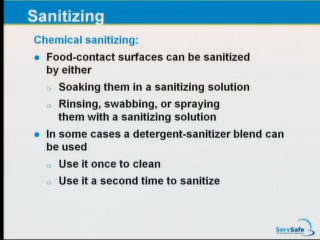 Sanitizing
Chemical sanitizing:
● Food-contact surfaces can be sanitized
by either
○ Soaking them in a sanitizing solution
○ Rinsing, swabbing, or spraying
them with a sanitizing solution
● In some cases a detergent-sanitizer blend can
be used
○ Use it once to clean
○ Use it a second time to sanitize
ServSafe